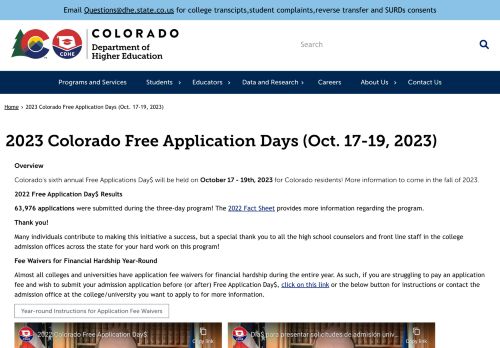 Email Questions@dhe.state.co.us for college transcipts,student complaints,reverse transfer and SURDs consents
COLORADO
Department of
Higher Education
CDHE
Search
Programs and Services
Students
Educators
Data and Research
Careers
About Us
Contact Us
Home > 2023 Colorado Free Application Days (Oct. 17-19, 2023)
2023 Colorado Free Application Days (Oct. 17-19, 2023)
Overview
Colorado's sixth annual Free Applications Day$ will be held on October 17 - 19th, 2023 for Colorado residents! More information to come in the fall of 2023.
2022 Free Application Day$ Results
63,976 applications were submitted during the three-day program! The 2022 Fact Sheet provides more information regarding the program.
Thank you!
Many individuals contribute to making this initiative a success, but a special thank you to all the high school counselors and front line staff in the college
admission offices across the state for your hard work on this program!
Fee Waivers for Financial Hardship Year-Round
Almost all colleges and universities have application fee waivers for financial hardship during the entire year. As such, if you are struggling to pay an application
fee and wish to submit your admission application before (or after) Free Application Day$, click on this link or the below button for instructions or contact the
admission office at the college/university you want to apply to for more information.
Year-round Instructions for Application Fee Waivers
2022 Colorado Free Application Day$
Copy link
Día$ para presentar solicitudes de admisión univ...
Copy link